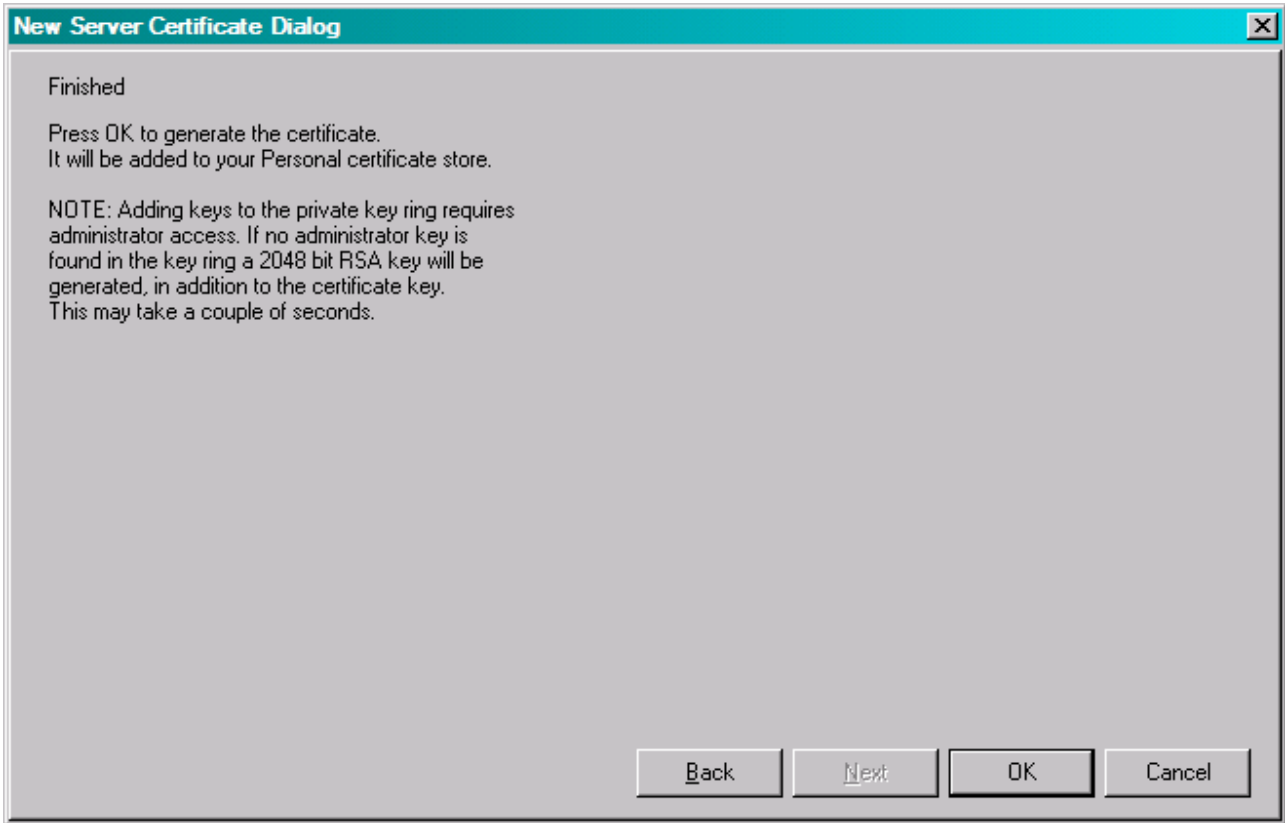 New Server Certificate Dialog
Finished
Press OK to generate the certificate.
It will be added to your Personal certificate store.
NOTE: Adding keys to the private key ring requires
administrator access. If no administrator key is
found in the key ring a 2048 bit RSA key will be
generated, in addition to the certificate key.
This may take a couple of seconds.
Back Next OK Cancel